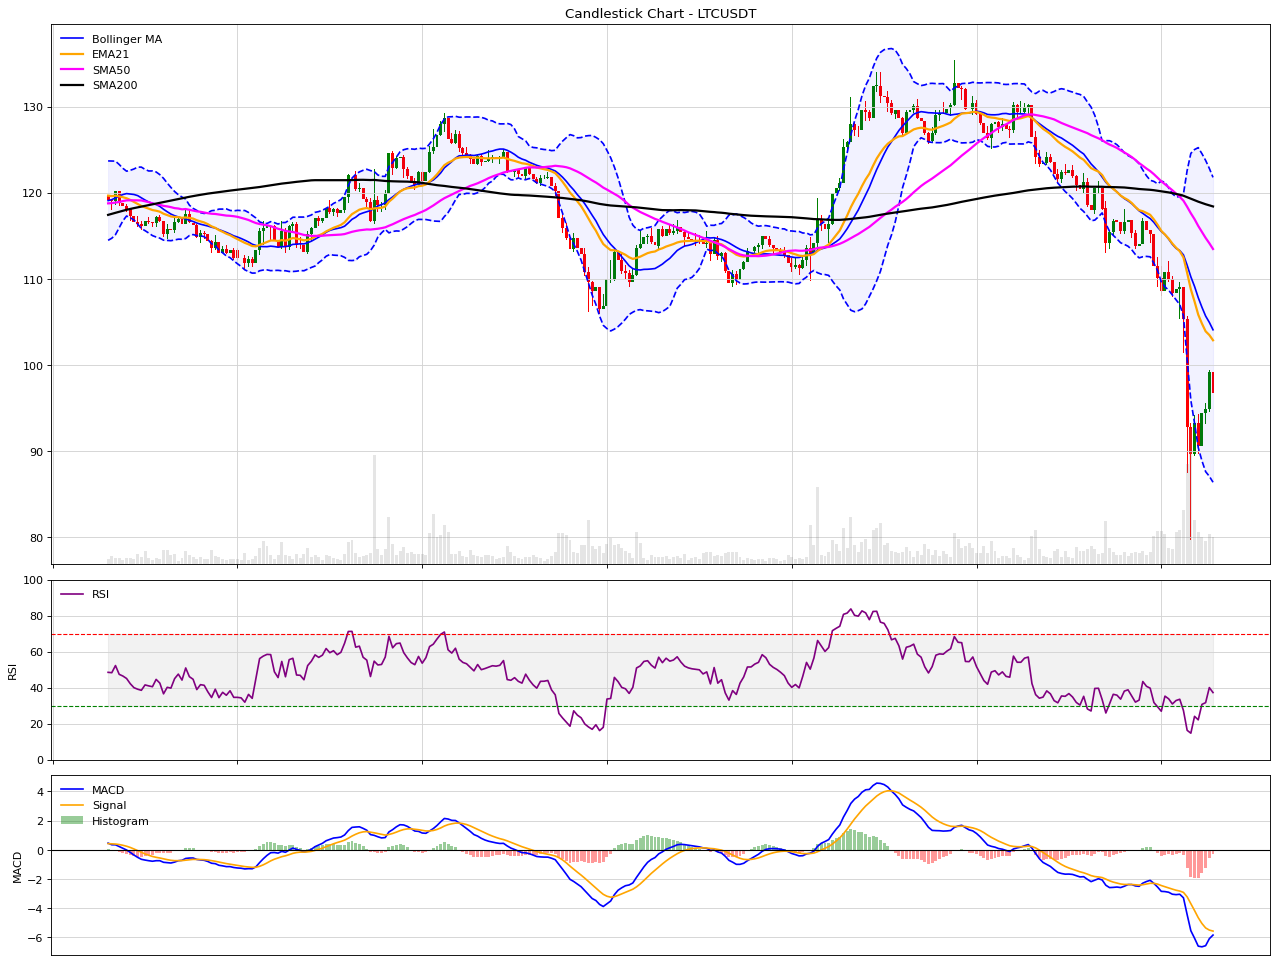 Candlestick Chart - LTCUSDT
Bollinger MA
EMA21
SMA50
SMA200
130
120
110
100
90
80
100
80
60
40
20
0
RSI
RSI
4
2
0
−2
−4
−6
MACD
MACD
Signal
Histogram